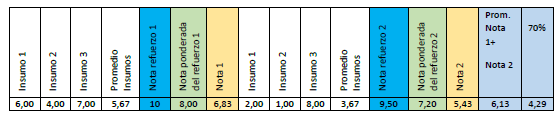 Insumo 1
Insumo 2
Insumo 3
Promedio
Insumos
Nota refuerzo 1
Nota ponderada
del refuerzo 1
Nota 1
Insumo 1
Insumo 2
Insumo 3
Promedio
Insumos
Nota refuerzo 2
Nota ponderada
del refuerzo 2
Nota 2
Prom.
Nota
1+
Nota 2
70%
6,00 4,00 7,00 5,67 10 8,00 6,83 2,00 1,00 8,00 3,67 9,50 7,20 5,43 6,13 4,29